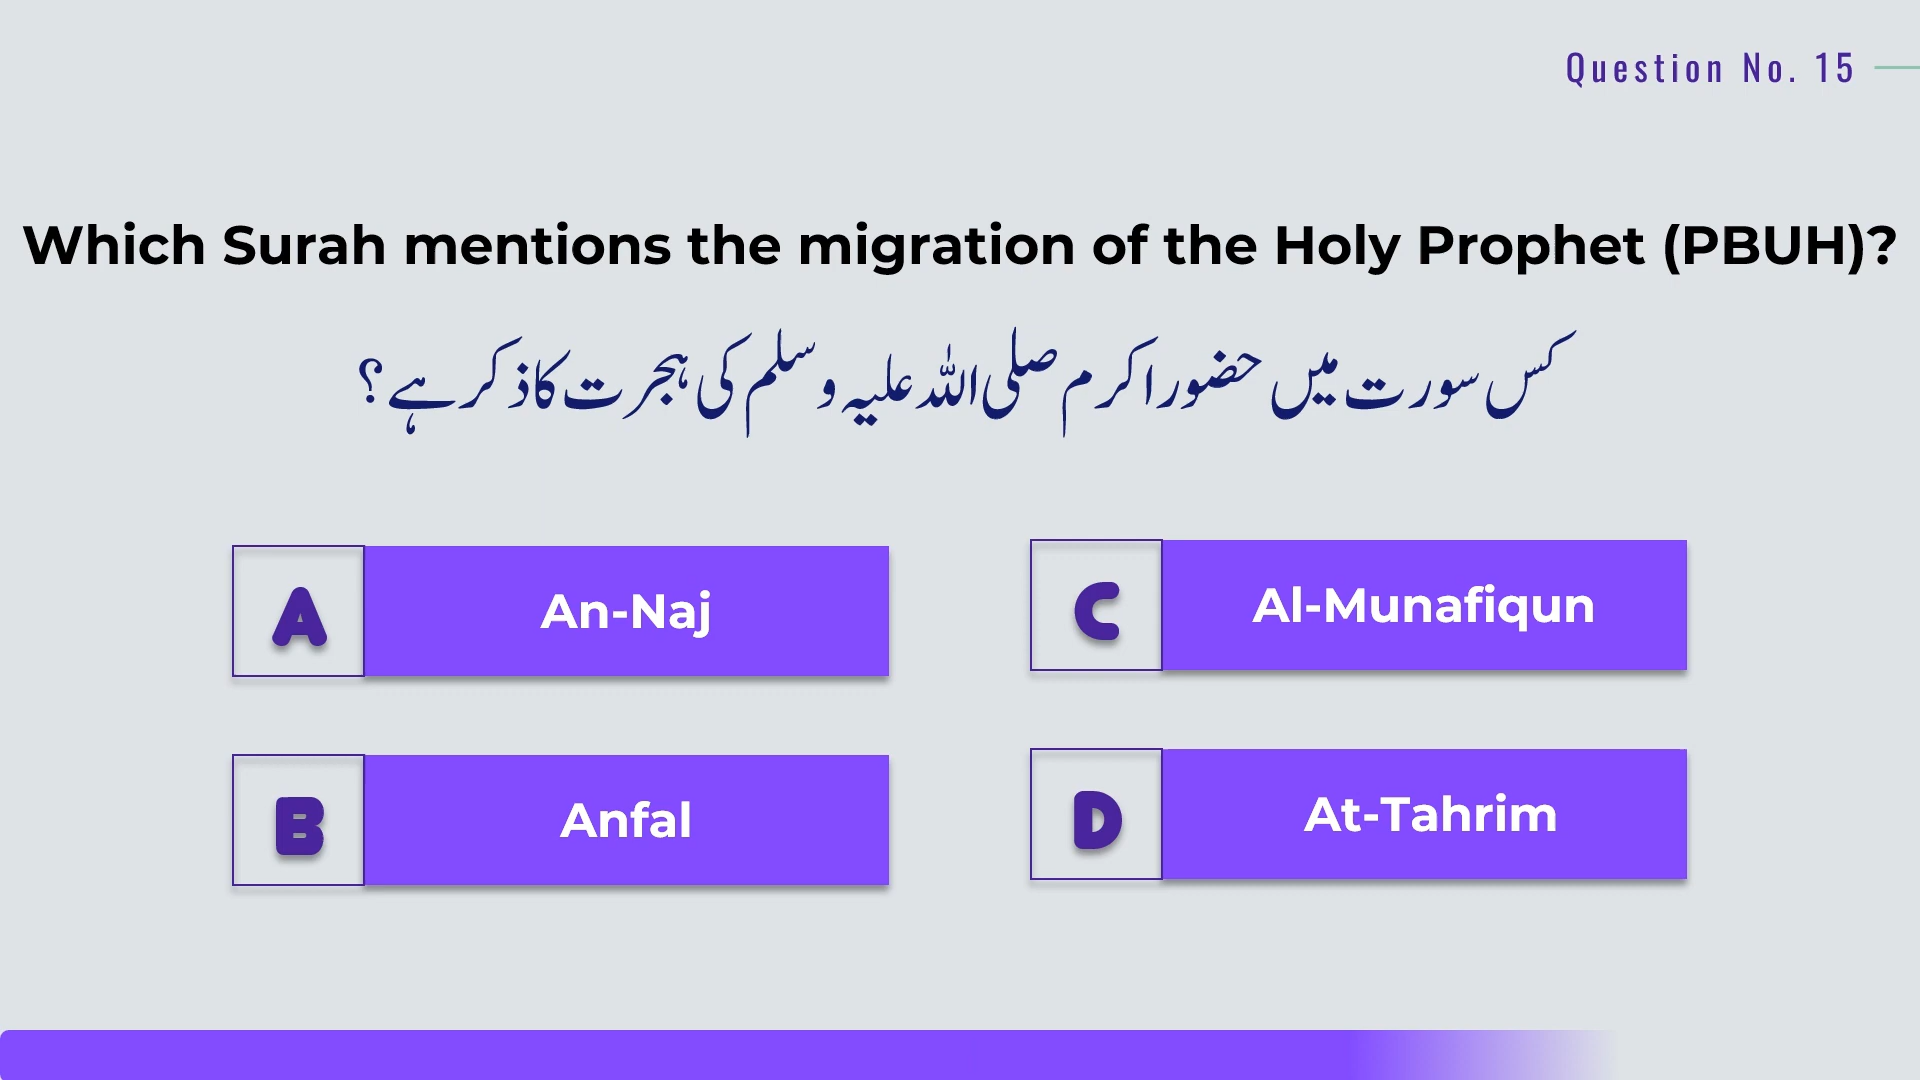 Question No. 15
Which Surah mentions the migration of the Holy Prophet (PBUH)?
کس سورت میں حضور اکرم صلی اللہ علیہ وسلم کی ہجرت کا ذکر ہے؟
A An-Naj
C Al-Munafiqun
B Anfal
D At-Tahrim